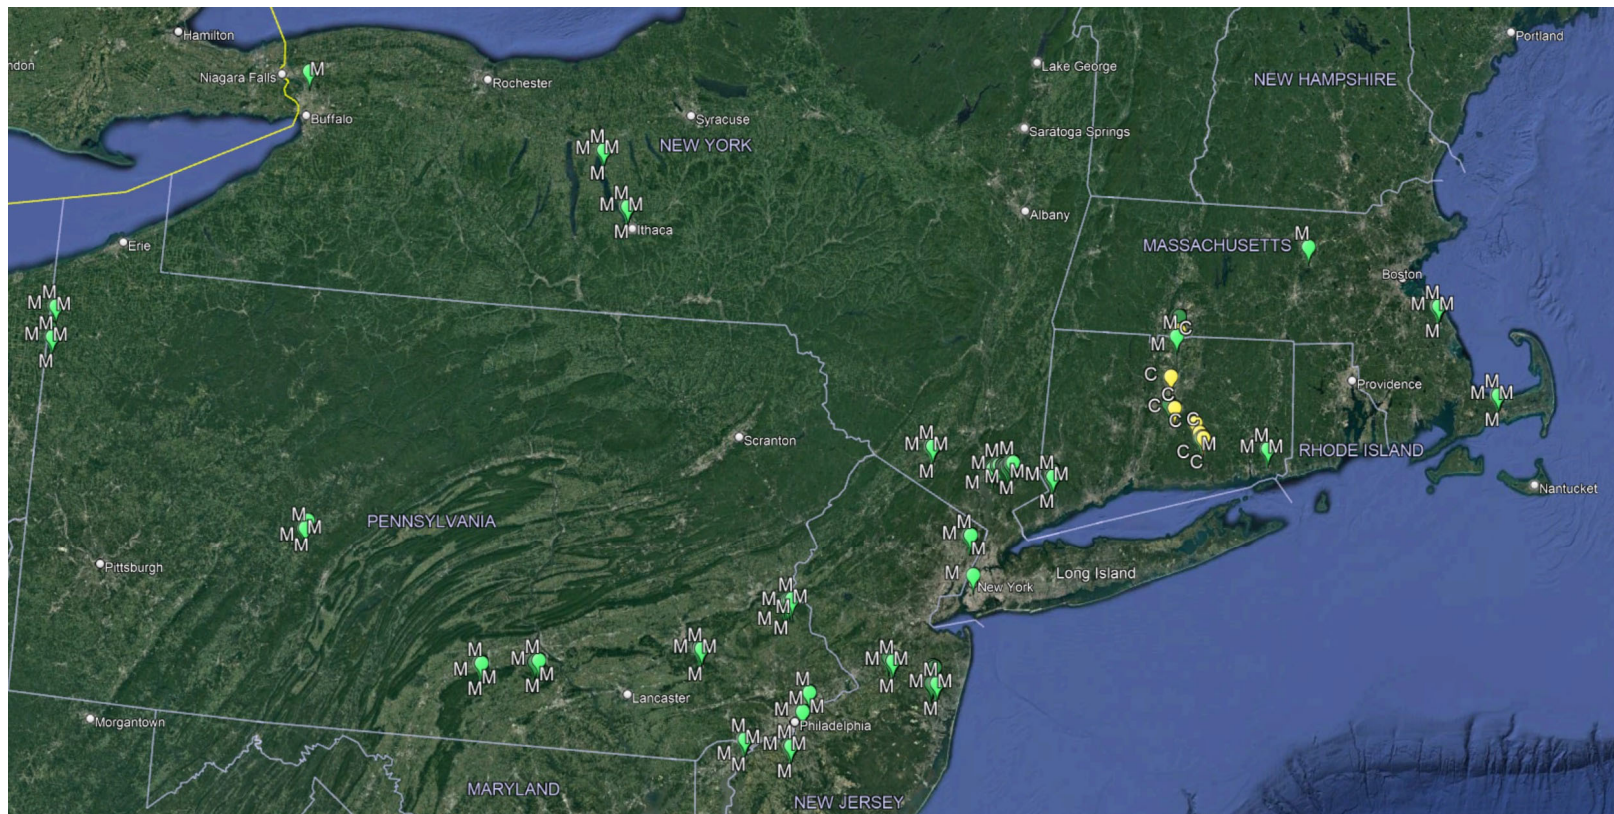 Hamilton
Portland
ndon
Lake George
Niagara Falls
M
NEW HAMPSHIRE
Rochester
Buffalo
Syracuse
Saratoga Springs
M
NEW YORK
M M
M
M
M M
Albany
M Ithaca
M
Erie
MASSACHUSETTS
Boston
M
M M
M
M M
M
M M
M
M
C
M
M
C
Providence
M
M M
C
C
M
C
C
M
C
C
M
M M
RHODE ISLAND
Scranton
M
M M
M
M
M
M
M
M
M
M
M
M
M
M
M
Nantucket
M
M
M
M
PENNSYLVANIA
M
M
M
Pittsburgh
M
New York
Long Island
M
M
M
M
M
M
M
M M
M
M
M M
M
M
M
M
M
M
M M
M
M
M M
M
Lancaster
M
M
M
M
Philadelphia
Morgantown
M
M
M
M
M
M M
M
MARYLAND
NEW JERSEY